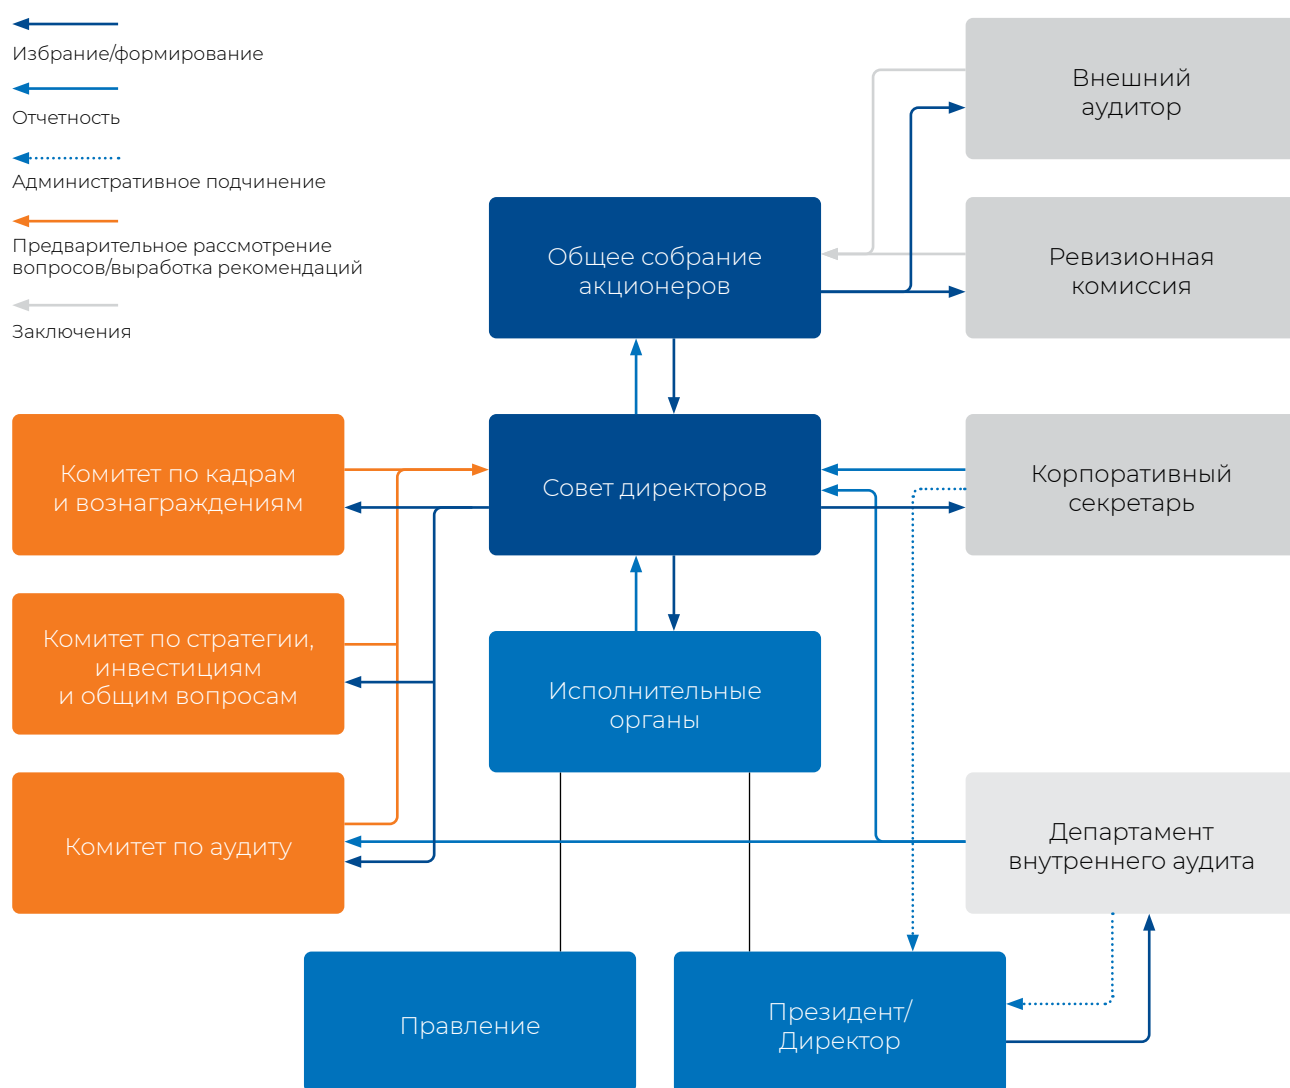 Избрание/формирование
Отчетность
Административное подчинение
Предварительное рассмотрение
вопросов/выработка рекомендаций
Заключения
Внешний
аудитор
Общее собрание
акционеров
Ревизионная
комиссия
Комитет по кадрам
и вознаграждениям
Совет директоров
Корпоративный
секретарь
Комитет по стратегии,
инвестициям
и общим вопросам
Исполнительные
органы
Комитет по аудиту
Департамент
внутреннего аудита
Правление
Президент/
Директор